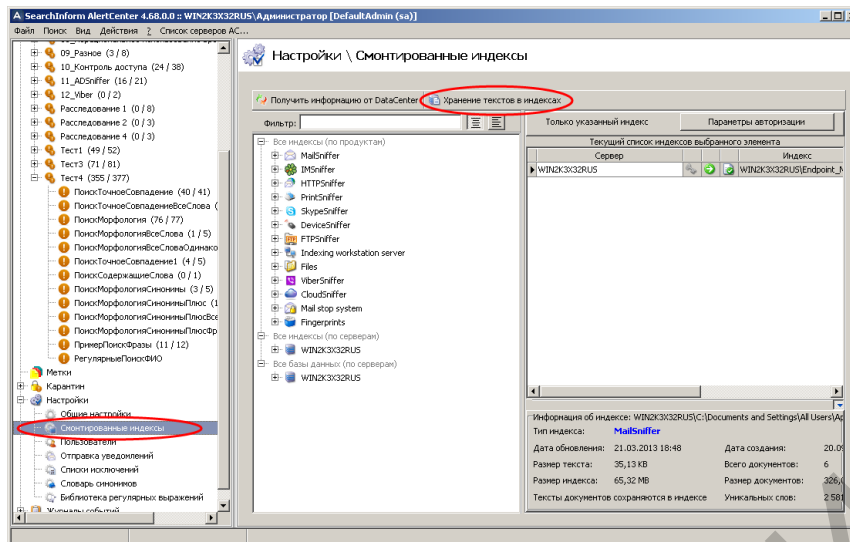 SearchInform AlertCenter 4.68.0.0 :: WIN2K3X32RUS\Администратор [DefaultAdmin (sa)]
Файл Поиск Вид Действия ? Список серверов AC...
09_Разное (3 / 8)
10_Контроль доступа (24 / 38)
11_ADSniffer (16 / 21)
12_Viber (0 / 2)
Расследование 1 (0 / 8)
Расследование 2 (0 / 3)
Расследование 4 (0 / 3)
Тест1 (49 / 52)
Тест3 (71 / 81)
Тест4 (355 / 377)
ПоискТочноеСовпадение (40 / 41)
ПоискТочноеСовпадениеВсеСлова (
ПоискМорфология (76 / 77)
ПоискМорфологияВсеСлова (1 / 5)
ПоискМорфологияВсеСловаОдинако
ПоискТочноеСовпадение1 (4 / 5)
ПоискСодержащиеСлова (0 / 1)
ПоискМорфологияСинонимы (3 / 5)
ПоискМорфологияСинонимыПлюс (1
ПоискМорфологияСинонимыПлюсВсе
ПоискМорфологияСинонимыПлюсФр
ПримерПоискФразы (11 / 12)
РегулярныеПоискФИО
Метки
Карантин
Настройки
Общие настройки
Смонтированные индексы
Пользователи
Отправка уведомлений
Списки исключений
Словарь синонимов
Библиотека регулярных выражений
Журналы событий
Настройки \ Смонтированные индексы
Получить информацию от DataCenter Хранение текстов в индексах
Фильтр:
Все индексы (по продуктам)
MailSniffer
IMSniffer
HTTPSniffer
PrintSniffer
SkypeSniffer
DeviceSniffer
FTPSniffer
Indexing workstation server
Files
ViberSniffer
CloudSniffer
Mail stop system
Fingerprints
Все индексы (по серверам)
WIN2K3X32RUS
Все базы данных (по серверам)
WIN2K3X32RUS
Только указанный индекс Параметры авторизации
Текущий список индексов выбранного элемента
Сервер Индекс
WIN2K3X32RUS WIN2K3X32RUS\Endpoint_M
Информация об индексе: WIN2K3X32RUS\C:\Documents and Settings\All Users\Ap
Тип индекса: MailSniffer
Дата обновления: 21.03.2013 18:48 Дата создания: 20.09
Размер текста: 35,13 KB Всего документов: 6
Размер индекса: 65,32 MB Размер документов: 326,
Тексты документов сохраняются в индексе Уникальных слов: 2 581